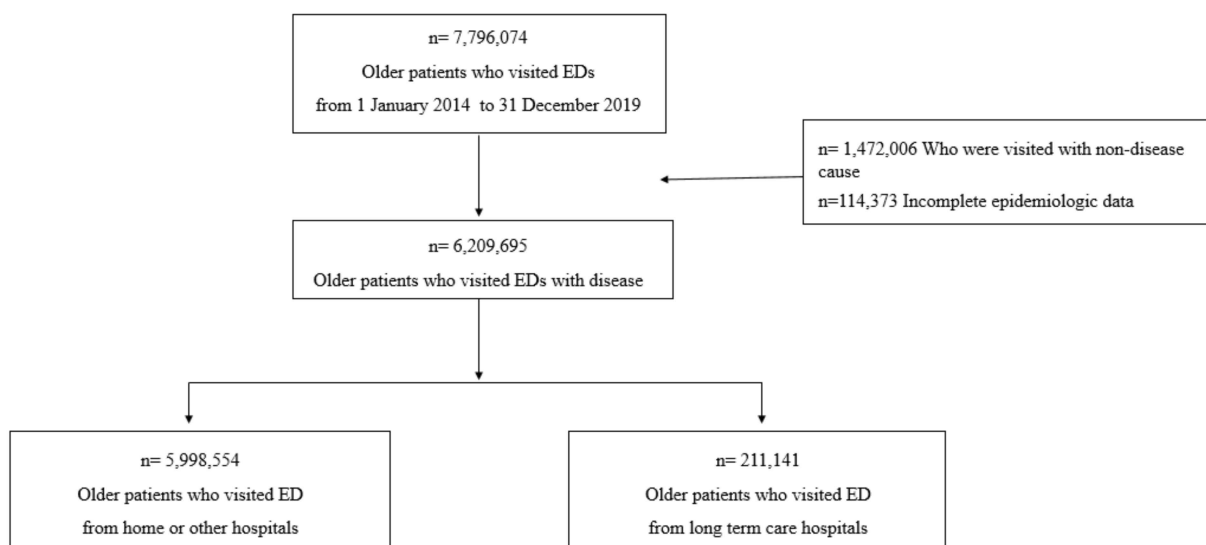 n= 7,796,074
Older patients who visited EDs
from 1 January 2014 to 31 December 2019
n= 1,472,006 Who were visited with non-disease
cause
n=114,373 Incomplete epidemiologic data
n= 6,209,695
Older patients who visited EDs with disease
n= 5,998,554
Older patients who visited ED
from home or other hospitals
n= 211,141
Older patients who visited ED
from long term care hospitals